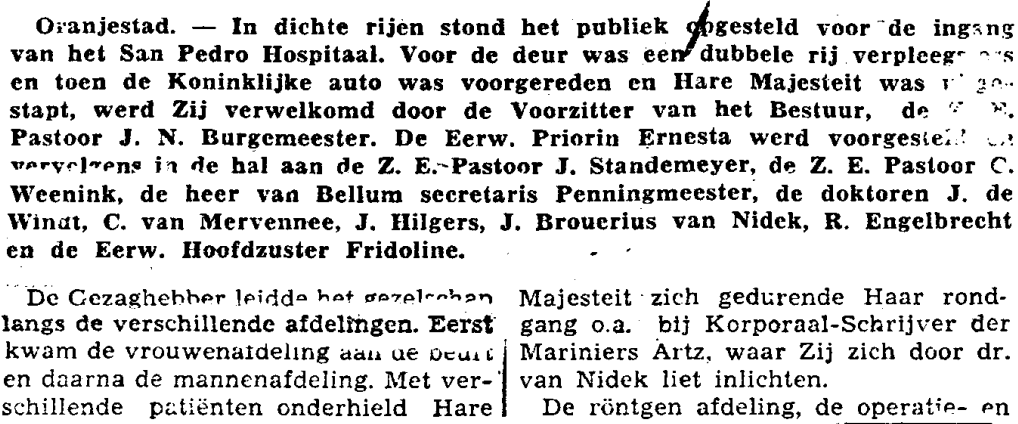 Oranjestad. — In dichte rijen stond het publiek opgesteld voor de ingang
van het San Pedro Hospitaal. Voor de deur was een dubbele rij
en toen de Koninklijke auto was voorgereden en Hare Majesteit was
stapt, werd Zij verwelkomd door de Voorzitter van het Bestuur, de
Pastoor J. N. Burgemeester. De Eerw. Priorin Ernesta werd voorgesteld
vervolgens in de hal aan de Z. E. Pastoor J. Standemeyer, de Z. E. Pastoor C.
Weenink, de heer van Bellum secretaris Penningmeester, de doktoren J. de
Windt, C. van Mervennee, J. Hilgers, J. Brouerius van Nidek, R. Engelbrecht
en de Eerw. Hoofdzuster Fridoline.
De Gezaghebber leidde het gezelschap
langs de verschillende afdelingen. Eerst
kwam de vrouwenafdeling aan de beurt
en daarna de mannenafdeling. Met ver-
schillende patiënten onderhield Hare
Majesteit zich gedurende Haar rond-
gang o.a. bij Korporaal-Schrijver der
Mariniers Artz, waar Zij zich door dr.
van Nidek liet inlichten.
De röntgen afdeling, de operatie- en